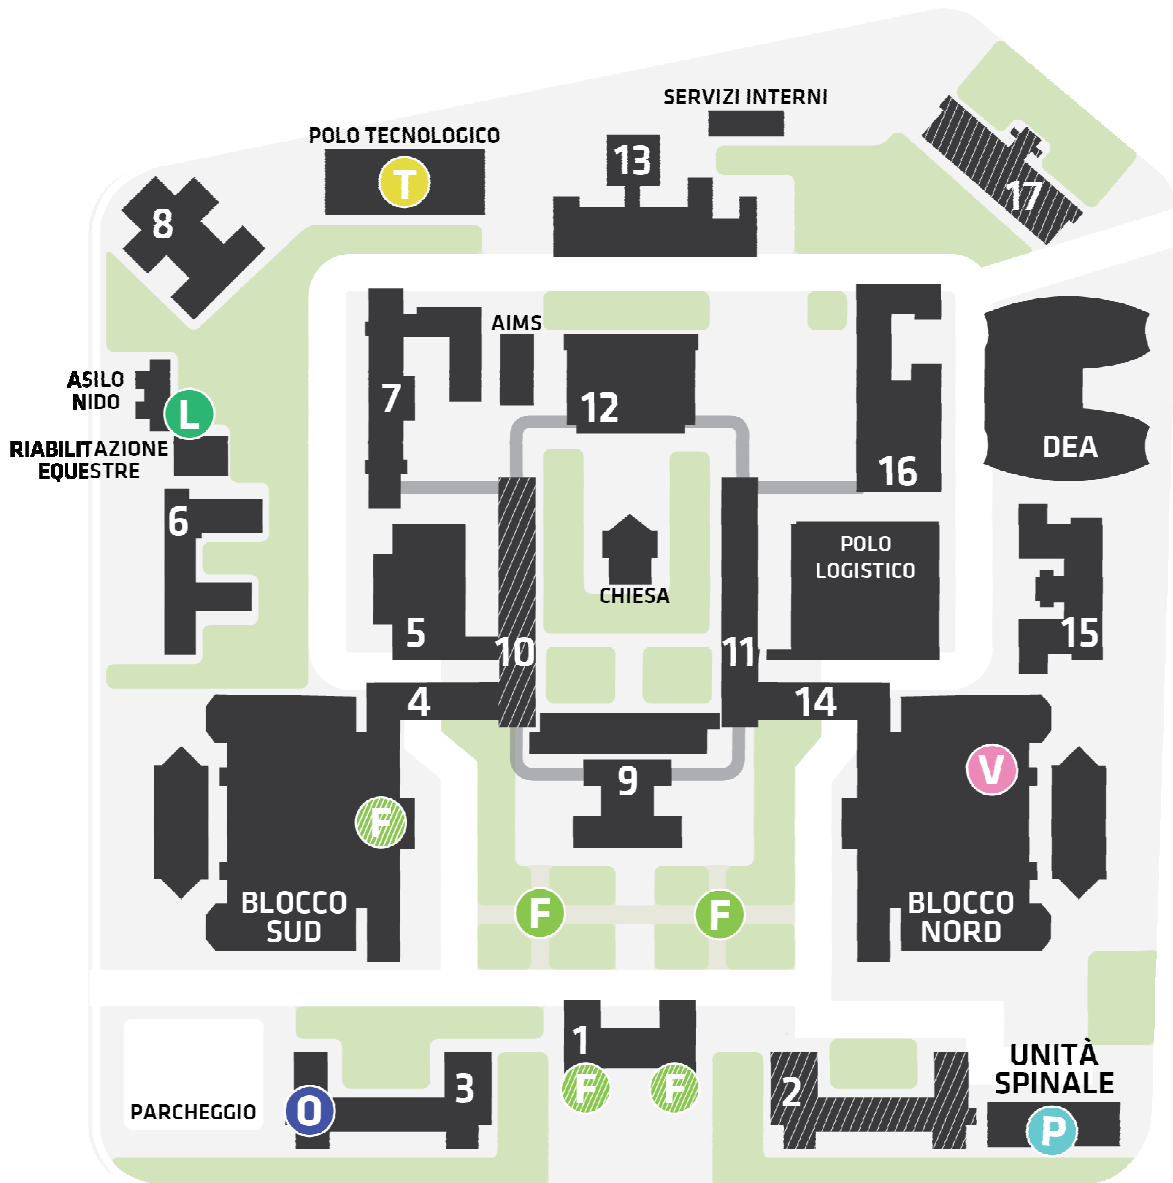 SERVIZI INTERNI
POLO TECNOLOGICO
T
13
17
8
AIMS
ASILO
NIDO
L
7
12
16
DEA
RIABILITAZIONE
EQUESTRE
6
POLO
LOGISTICO
CHIESA
5
10
11
15
4
14
9
V
F
BLOCCO
SUD
F
F
BLOCCO
NORD
1
F
F
3
O
PARCHEGGIO
2
UNITÀ
SPINALE
P